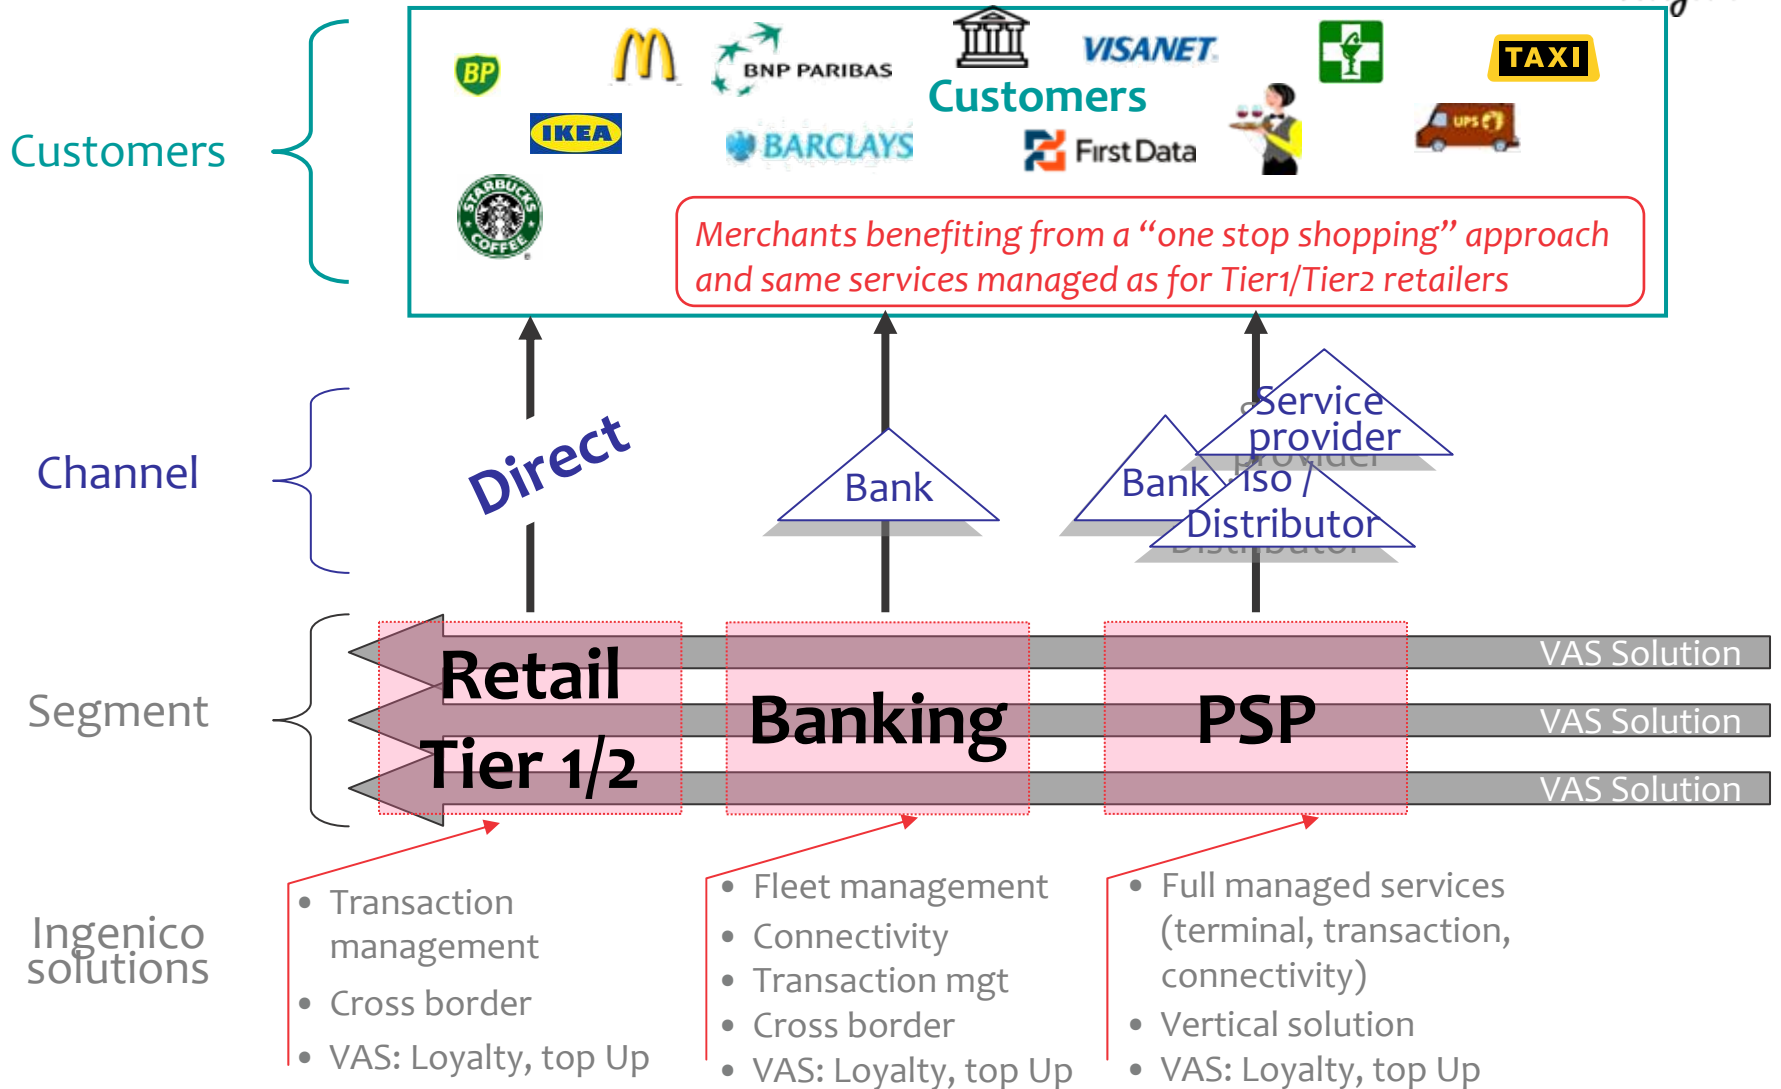 Customers
BP
BNP PARIBAS
VISANET
TAXI
Customers
IKEA
BARCLAYS
First Data
UPS
STARBUCKS
COFFEE
Merchants benefiting from a “one stop shopping” approach
and same services managed as for Tier1/Tier2 retailers
Channel
Direct
Bank
Bank
Service
provider
Iso /
Distributor
Segment
Retail
Tier 1/2
Banking
PSP
VAS Solution
VAS Solution
VAS Solution
Ingenico
solutions
• Transaction
management
• Cross border
• VAS: Loyalty, top Up
• Fleet management
• Connectivity
• Transaction mgt
• Cross border
• VAS: Loyalty, top Up
• Full managed services
(terminal, transaction,
connectivity)
• Vertical solution
• VAS: Loyalty, top Up